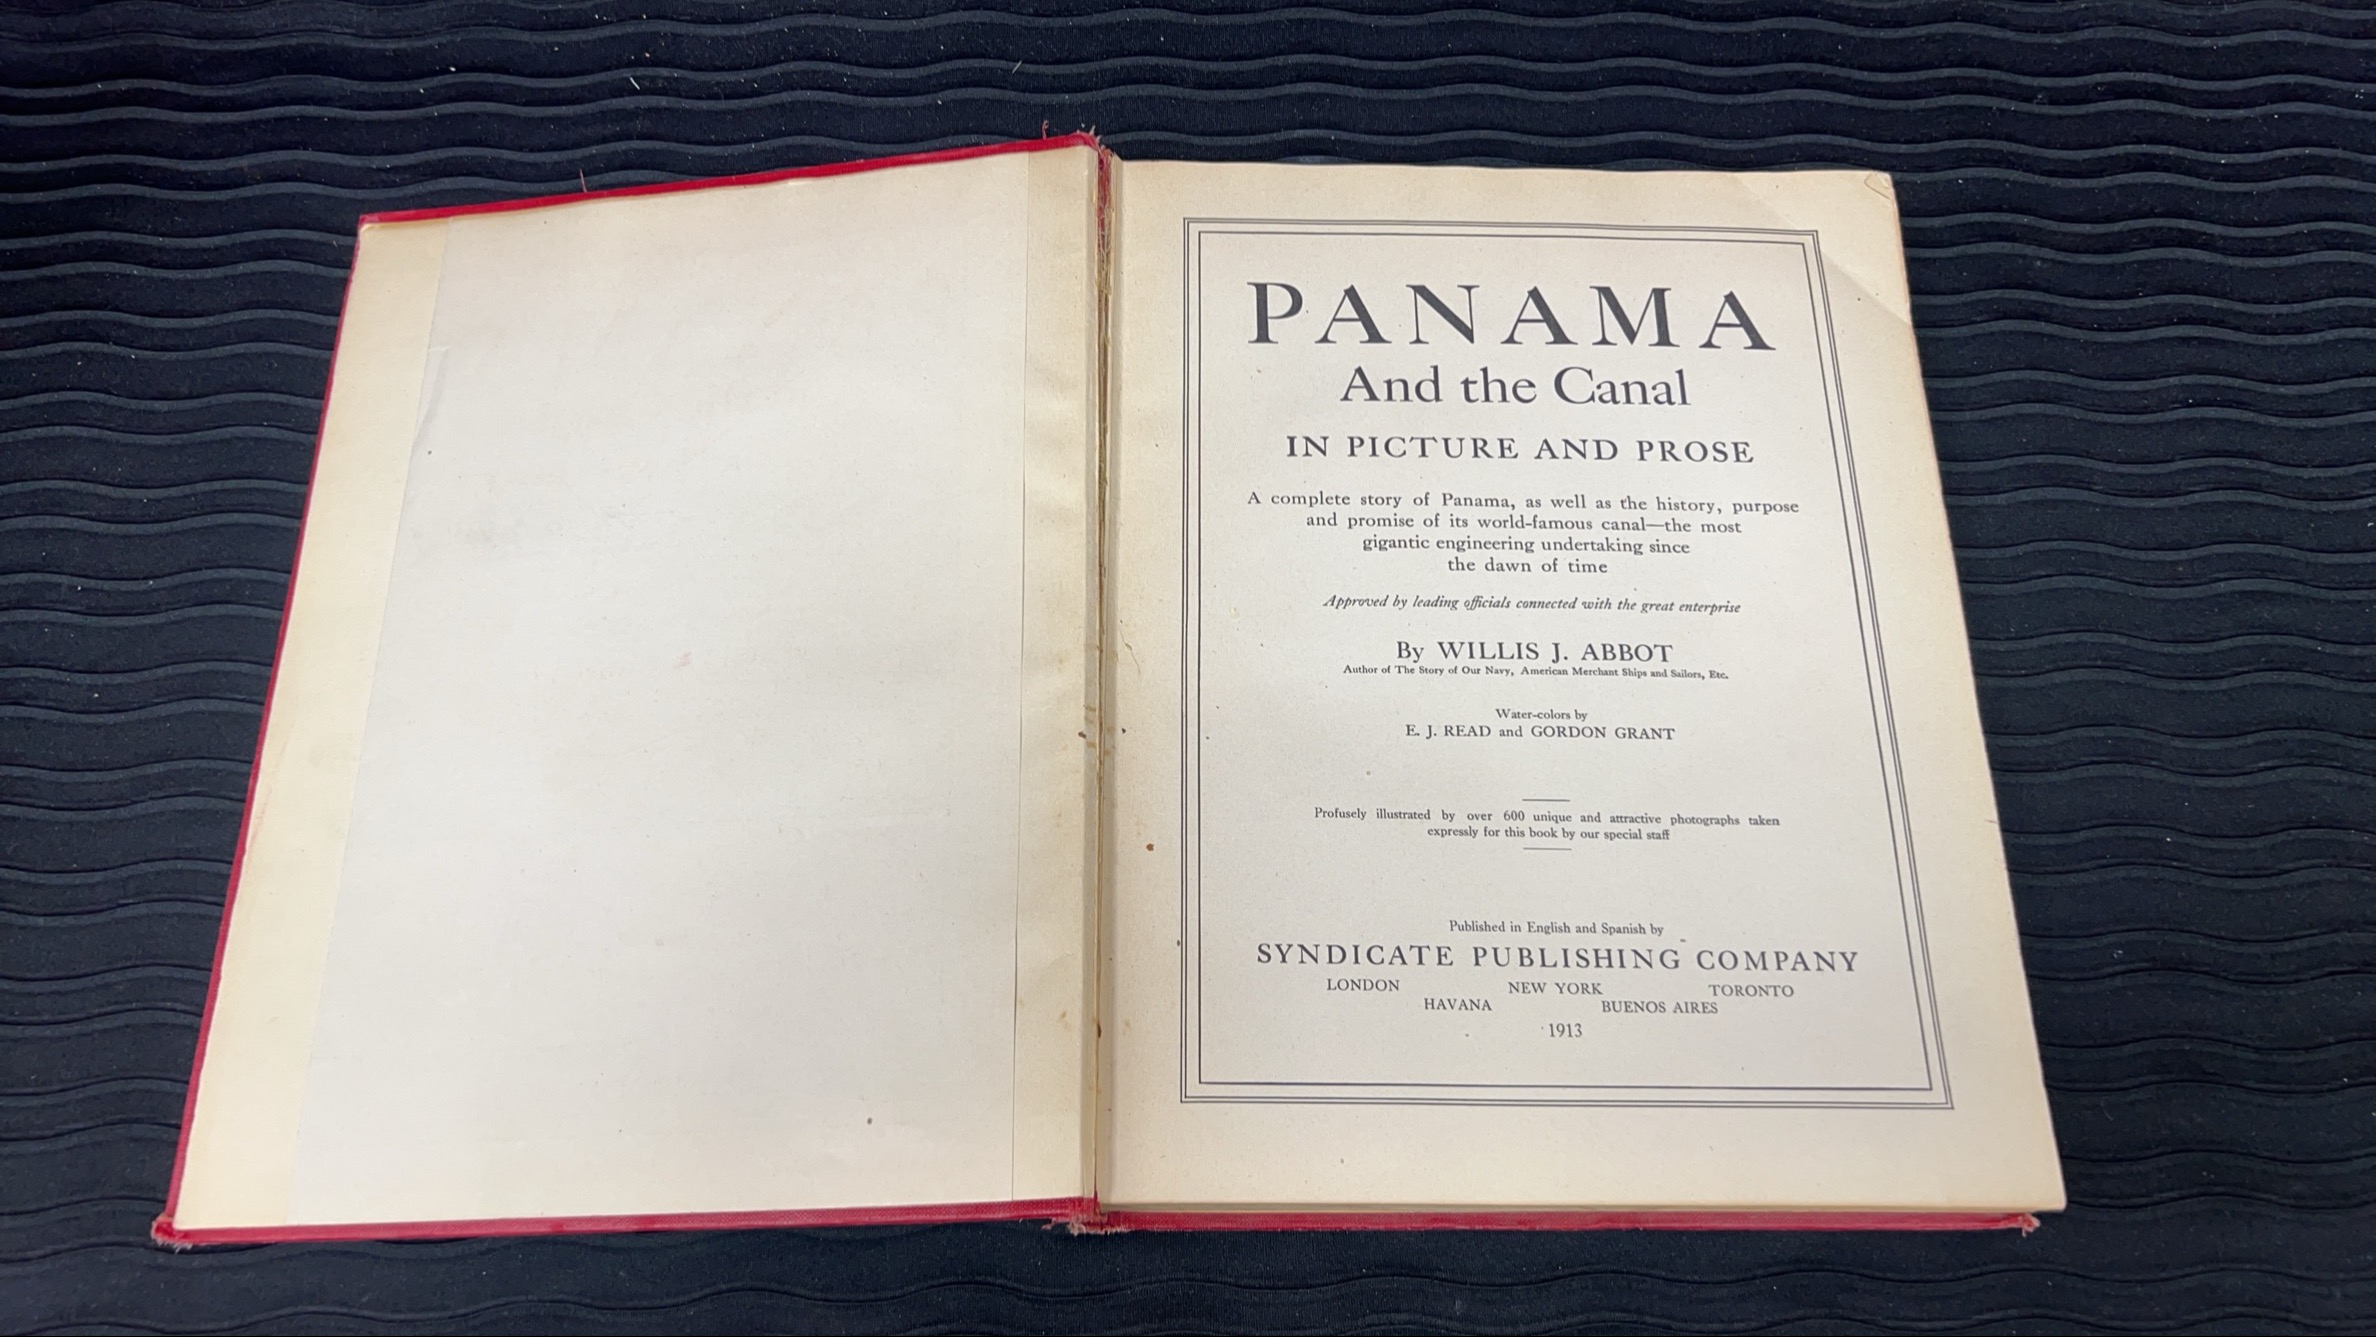 PANAMA
And the Canal
IN PICTURE AND PROSE
A complete story of Panama, as well as the history, purpose
and promise of its world-famous canal—the most
gigantic engineering undertaking since
the dawn of time
Approved by leading officials connected with the great enterprise
By WILLIS J. ABBOT
Author of The Story of Our Navy, American Merchant Ships and Sailors, Etc.
Water-colors by
E. J. READ and GORDON GRANT
Profusely illustrated by over 600 unique and attractive photographs taken
expressly for this book by our special staff
Published in English and Spanish by
SYNDICATE PUBLISHING COMPANY
LONDON NEW YORK TORONTO
HAVANA BUENOS AIRES
1913